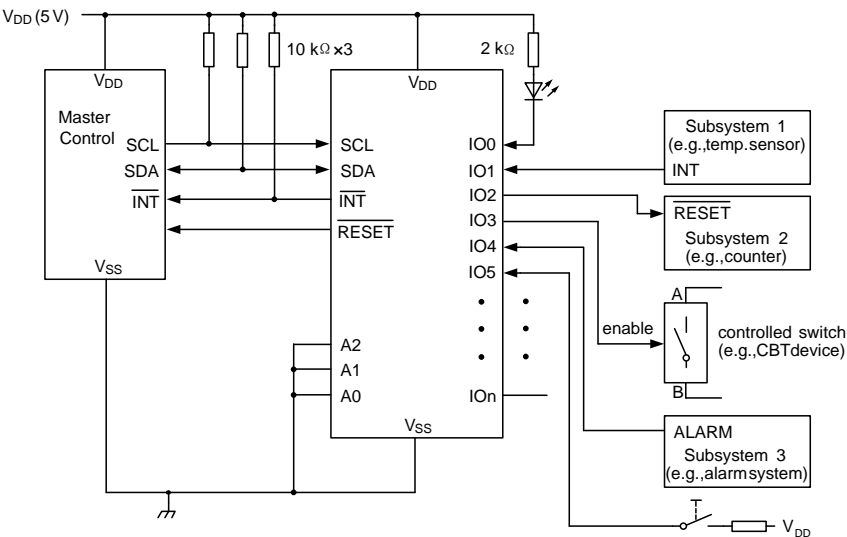 VDD (5 V)
10 kΩ ×3
2 kΩ
VDD
Master
Control
SCL
SDA
INT
VSS
VDD
SCL
SDA
INT
RESET
A2
A1
A0
VSS
IO0
IO1
IO2
IO3
IO4
IO5
IOn
Subsystem 1
(e.g.,temp.sensor)
INT
RESET
Subsystem 2
(e.g.,counter)
enable
A
B
controlled switch
(e.g.,CBTdevice)
ALARM
Subsystem 3
(e.g.,alarmsystem)
VDD